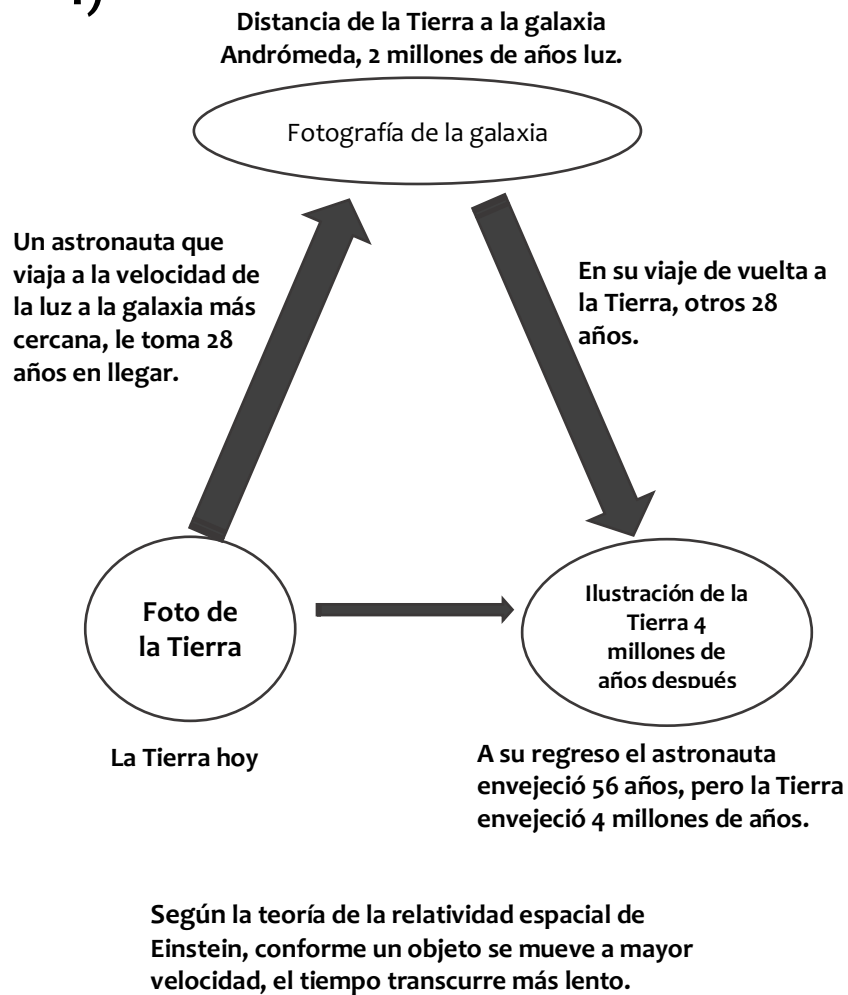 Distancia de la Tierra a la galaxia
Andrómeda, 2 millones de años luz.
Fotografía de la galaxia
Un astronauta que
viaja a la velocidad de
la luz a la galaxia más
cercana, le toma 28
años en llegar.
En su viaje de vuelta a
la Tierra, otros 28
años.
Foto de
la Tierra
Ilustración de la
Tierra 4
millones de
años después
La Tierra hoy
A su regreso el astronauta
envejeció 56 años, pero la Tierra
envejeció 4 millones de años.
Según la teoría de la relatividad espacial de
Einstein, conforme un objeto se mueve a mayor
velocidad, el tiempo transcurre más lento.